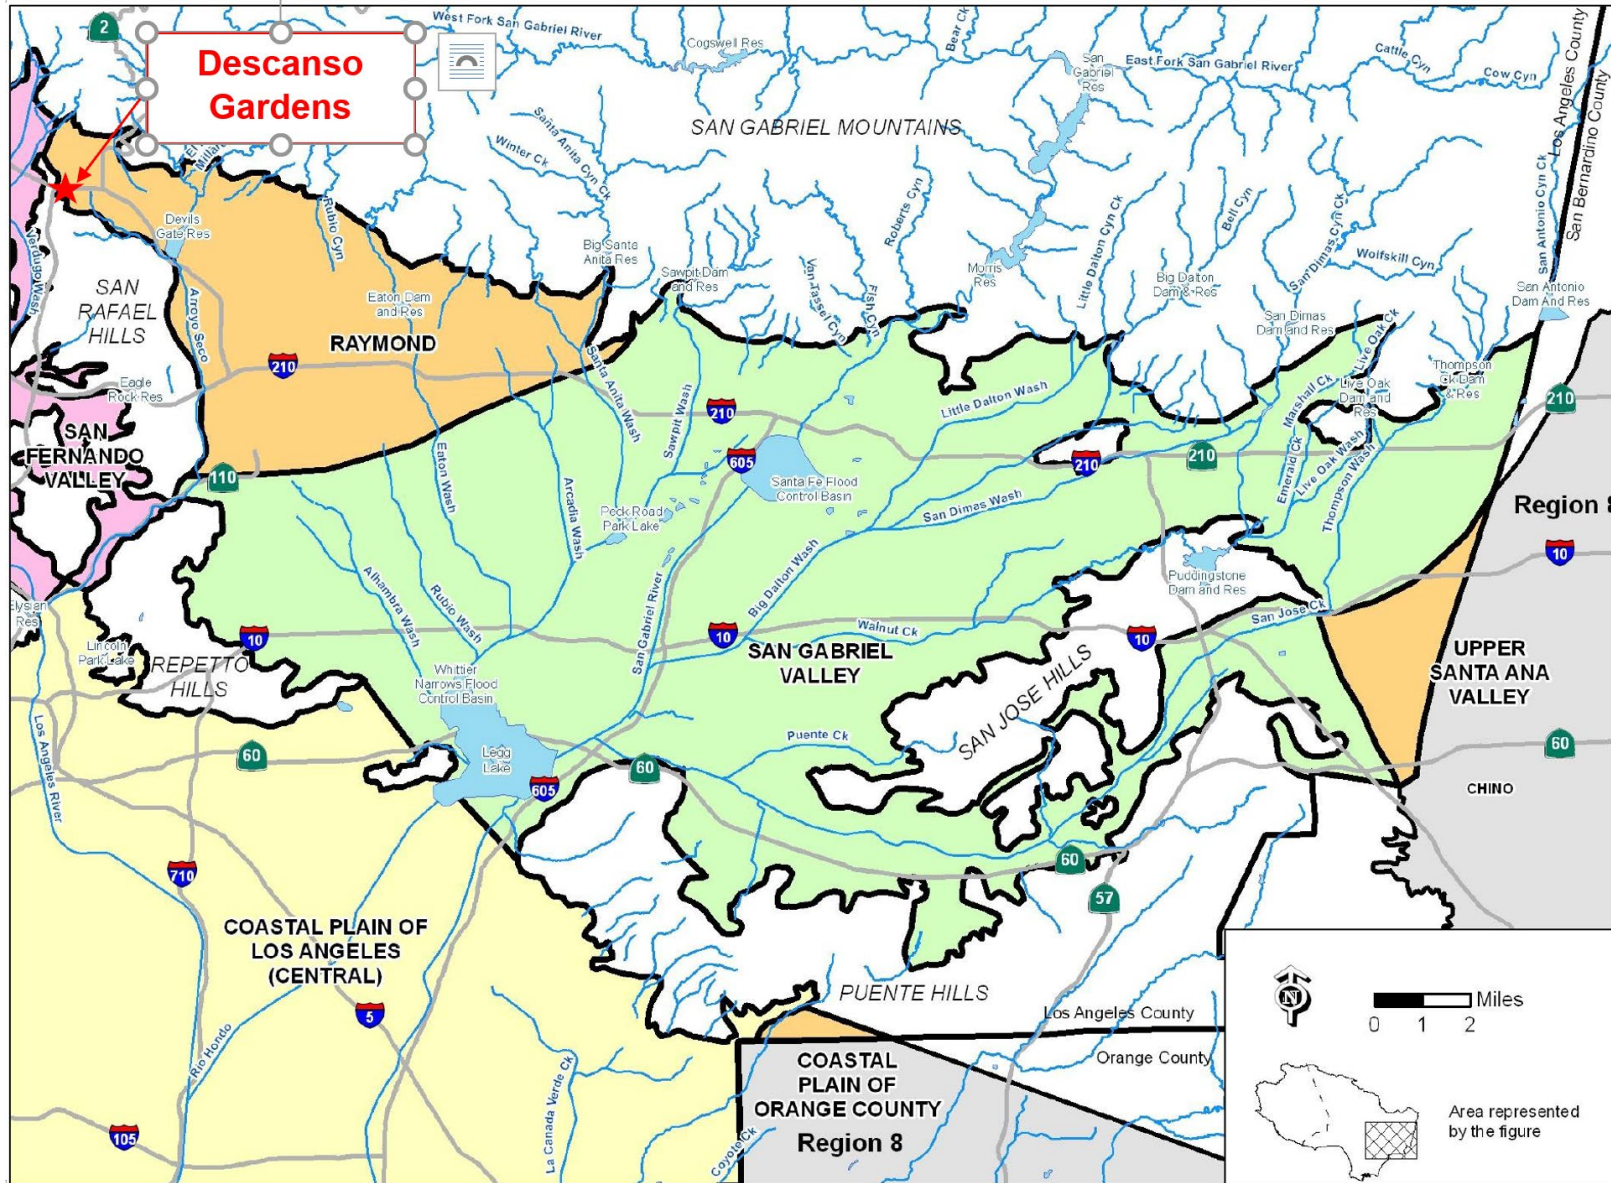 2
Descanso
Gardens
West Fork San Gabriel River
Cogswell Res
Bear Ck
San
Gabriel
Res
East Fork San Gabriel River
Cattle Cyn
Cow Cyn
Los Angeles County
San Bernardino County
SAN GABRIEL MOUNTAINS
Santa Anita Cyn Ck
Winter Ck
Millard
Rubio Cyn
Devils
Gate Res
Verdugo Wash
SAN
RAFAEL
HILLS
Arroyo Seco
Eaton Dam
and Res
RAYMOND
210
Big Santa
Anita Res
Sawpit Dam
and Res
Van Tassel Cyn
Fish Cyn
Roberts Cyn
Morris
Res
Little Dalton Cyn Ck
Big Dalton
Dam & Res
Bell Cyn
San Dimas Cyn Ck
Wolfskill Cyn
San Antonio Cyn Ck
San Antonio
Dam And Res
San Dimas
Dam and Res
Live Oak Ck
Thompson
Ck Dam
& Res
Live Oak
Dam and
Res
Marshall Ck
Emerald Ck
Live Oak Wash
Thompson Wash
Eagle
Rock Res
SAN
FERNANDO
VALLEY
110
Santa Anita Wash
Sawpit Wash
210
605
Little Dalton Wash
210
210
210
Eaton Wash
Arcadia Wash
Peck Road
Park Lake
Santa Fe Flood
Control Basin
San Dimas Wash
Region 8
10
Puddingstone
Dam and Res
Big Dalton Wash
San Gabriel River
Alhambra Wash
Rubio Wash
Elysian
Res
Lincoln
Park Lake
REPETTO
HILLS
10
10
Walnut Ck
10
San Jose Ck
SAN GABRIEL
VALLEY
UPPER
SANTA ANA
VALLEY
Whittier
Narrows Flood
Control Basin
Legg
Lake
SAN JOSE HILLS
Puente Ck
Los Angeles River
60
605
60
60
60
CHINO
57
710
COASTAL PLAIN OF
LOS ANGELES
(CENTRAL)
5
Rio Hondo
La Canada Verde Ck
Coyote Ck
PUENTE HILLS
Los Angeles County
Orange County
COASTAL
PLAIN OF
ORANGE COUNTY
Region 8
105
N
Miles
0 1 2
Area represented
by the figure